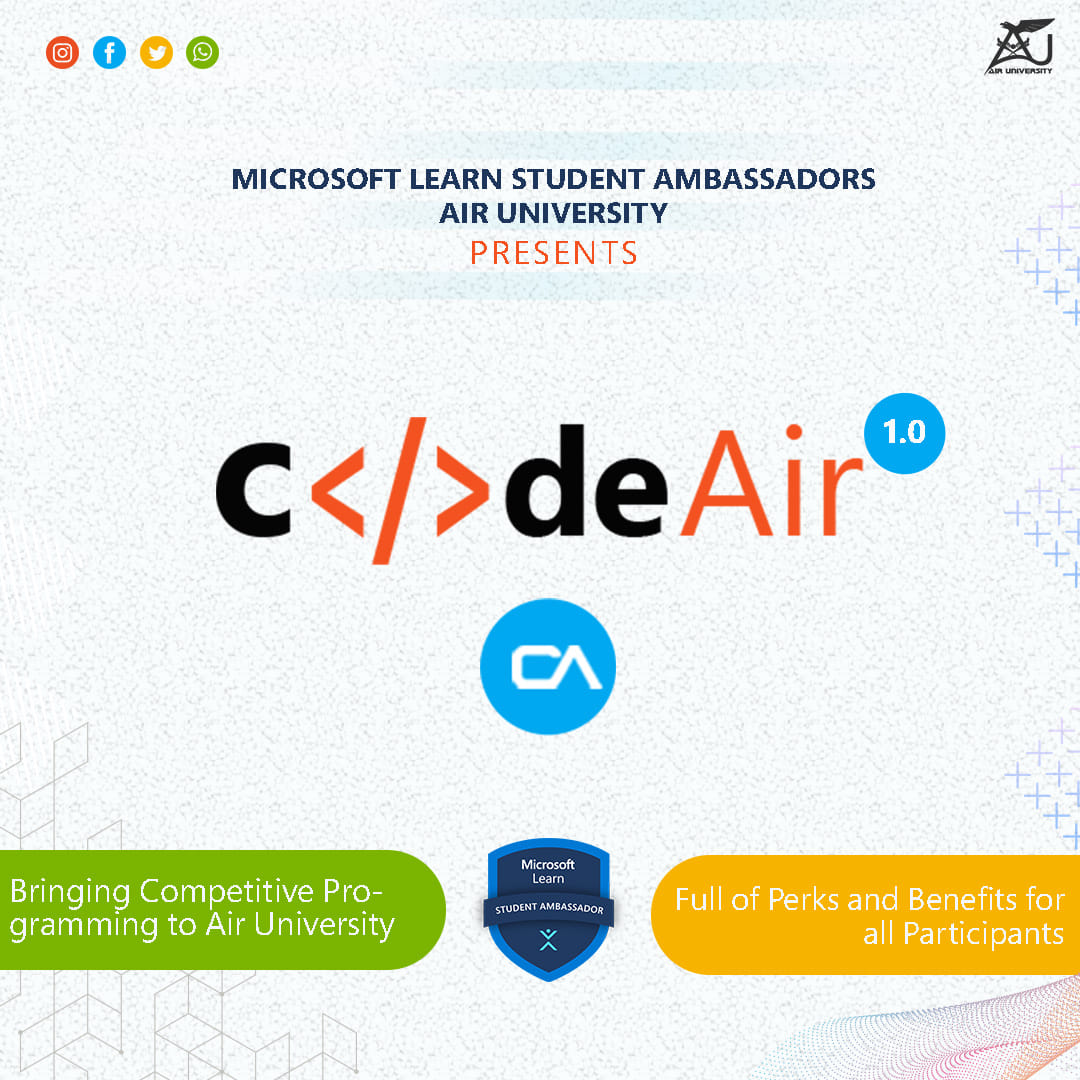 AIR UNIVERSITY
MICROSOFT LEARN STUDENT AMBASSADORS
AIR UNIVERSITY
PRESENTS
c</>deAir
1.0
CA
Bringing Competitive Pro-
gramming to Air University
Microsoft
Learn
STUDENT AMBASSADOR
Full of Perks and Benefits for
all Participants